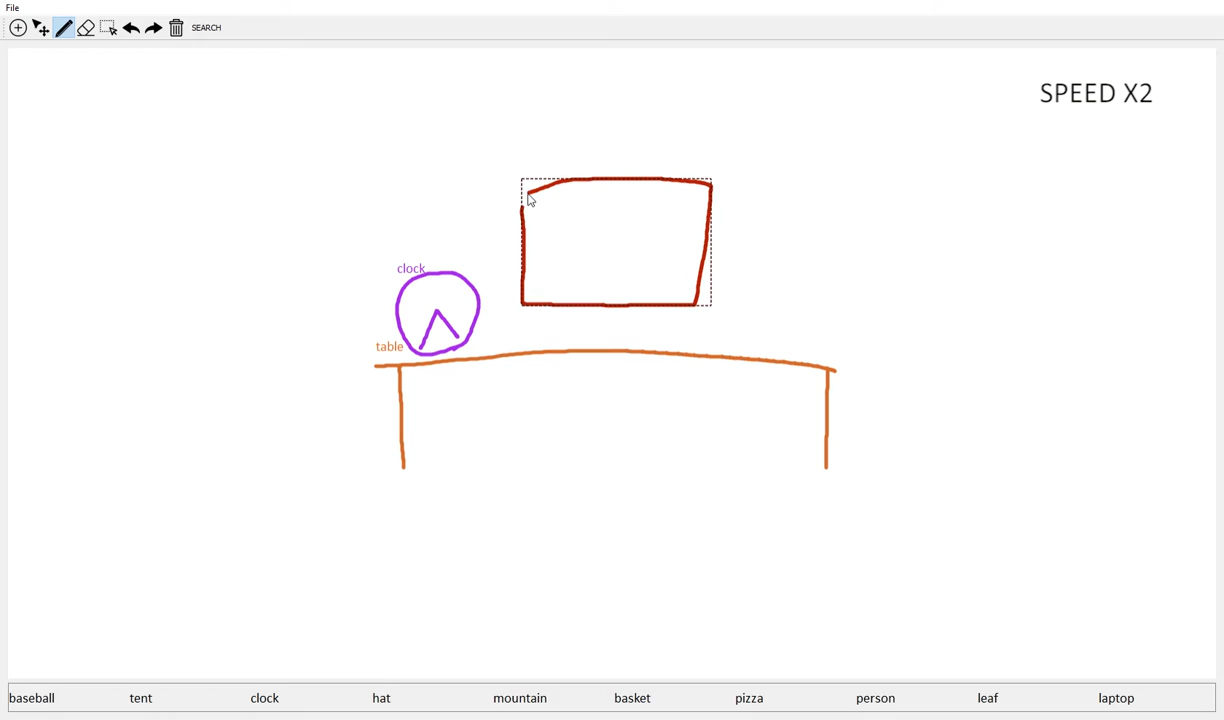 File
SEARCH
SPEED X2
clock
table
baseball tent clock hat mountain basket pizza person leaf laptop